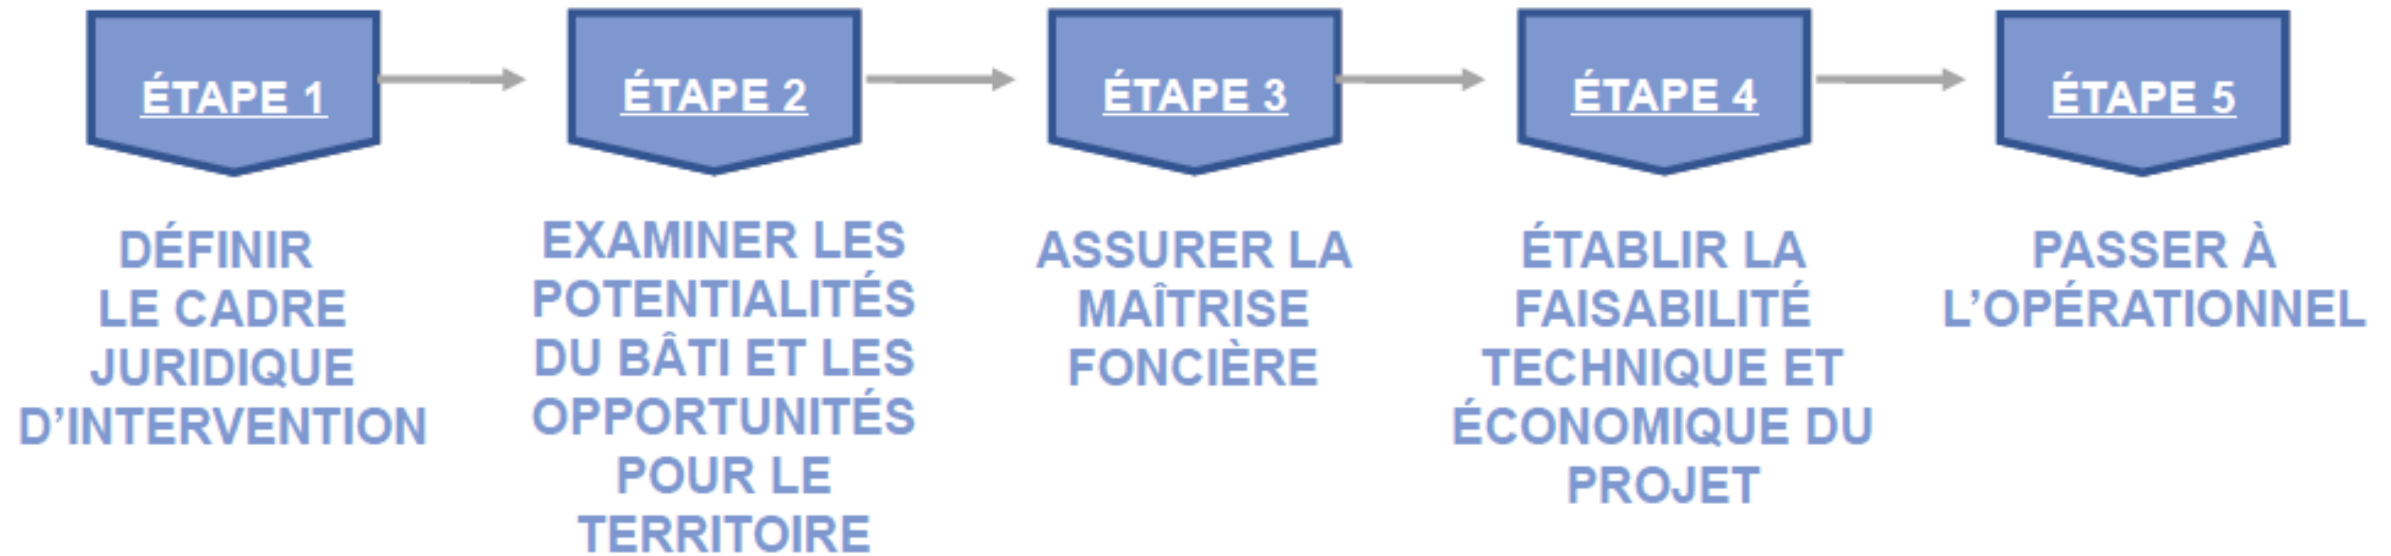 ÉTAPE 1
DÉFINIR
LE CADRE
JURIDIQUE
D'INTERVENTION
ÉTAPE 2
EXAMINER LES
POTENTIALITÉS
DU BÂTI ET LES
OPPORTUNITÉS
POUR LE
TERRITOIRE
ÉTAPE 3
ASSURER LA
MAÎTRISE
FONCIÈRE
ÉTAPE 4
ÉTABLIR LA
FAISABILITÉ
TECHNIQUE ET
ÉCONOMIQUE DU
PROJET
ÉTAPE 5
PASSER À
L'OPÉRATIONNEL